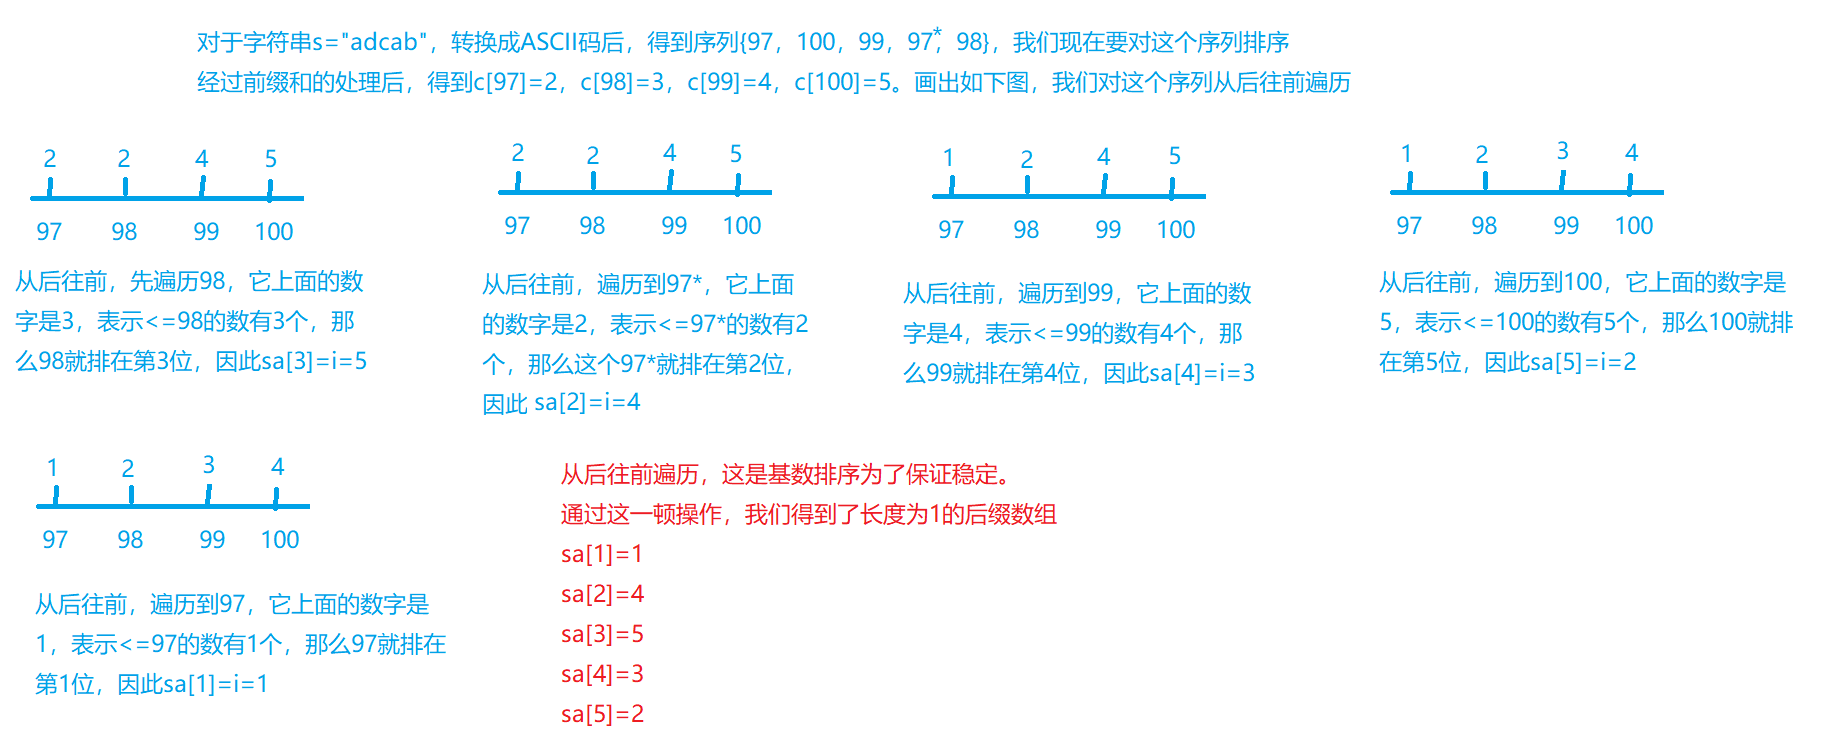 对于字符串s="adcab"，转换成ASCII码后，得到序列{97，100，99，97*，98}，我们现在要对这个序列排序
经过前缀和的处理后，得到c[97]=2，c[98]=3，c[99]=4，c[100]=5。画出如下图，我们对这个序列从后往前遍历
2 2 4 5
97 98 99 100
从后往前，先遍历98，它上面的数
字是3，表示<=98的数有3个，那
么98就排在第3位，因此sa[3]=i=5
2 2 4 5
97 98 99 100
从后往前，遍历到97*，它上面
的数字是2，表示<=97*的数有2
个，那么这个97*就排在第2位，
因此 sa[2]=i=4
1 2 4 5
97 98 99 100
从后往前，遍历到99，它上面的数
字是4，表示<=99的数有4个，那
么99就排在第4位，因此sa[4]=i=3
1 2 3 4
97 98 99 100
从后往前，遍历到100，它上面的数字是
5，表示<=100的数有5个，那么100就排
在第5位，因此sa[5]=i=2
1 2 3 4
97 98 99 100
从后往前，遍历到97，它上面的数字是
1，表示<=97的数有1个，那么97就排在
第1位，因此sa[1]=i=1
从后往前遍历，这是基数排序为了保证稳定。
通过这一顿操作，我们得到了长度为1的后缀数组
sa[1]=1
sa[2]=4
sa[3]=5
sa[4]=3
sa[5]=2